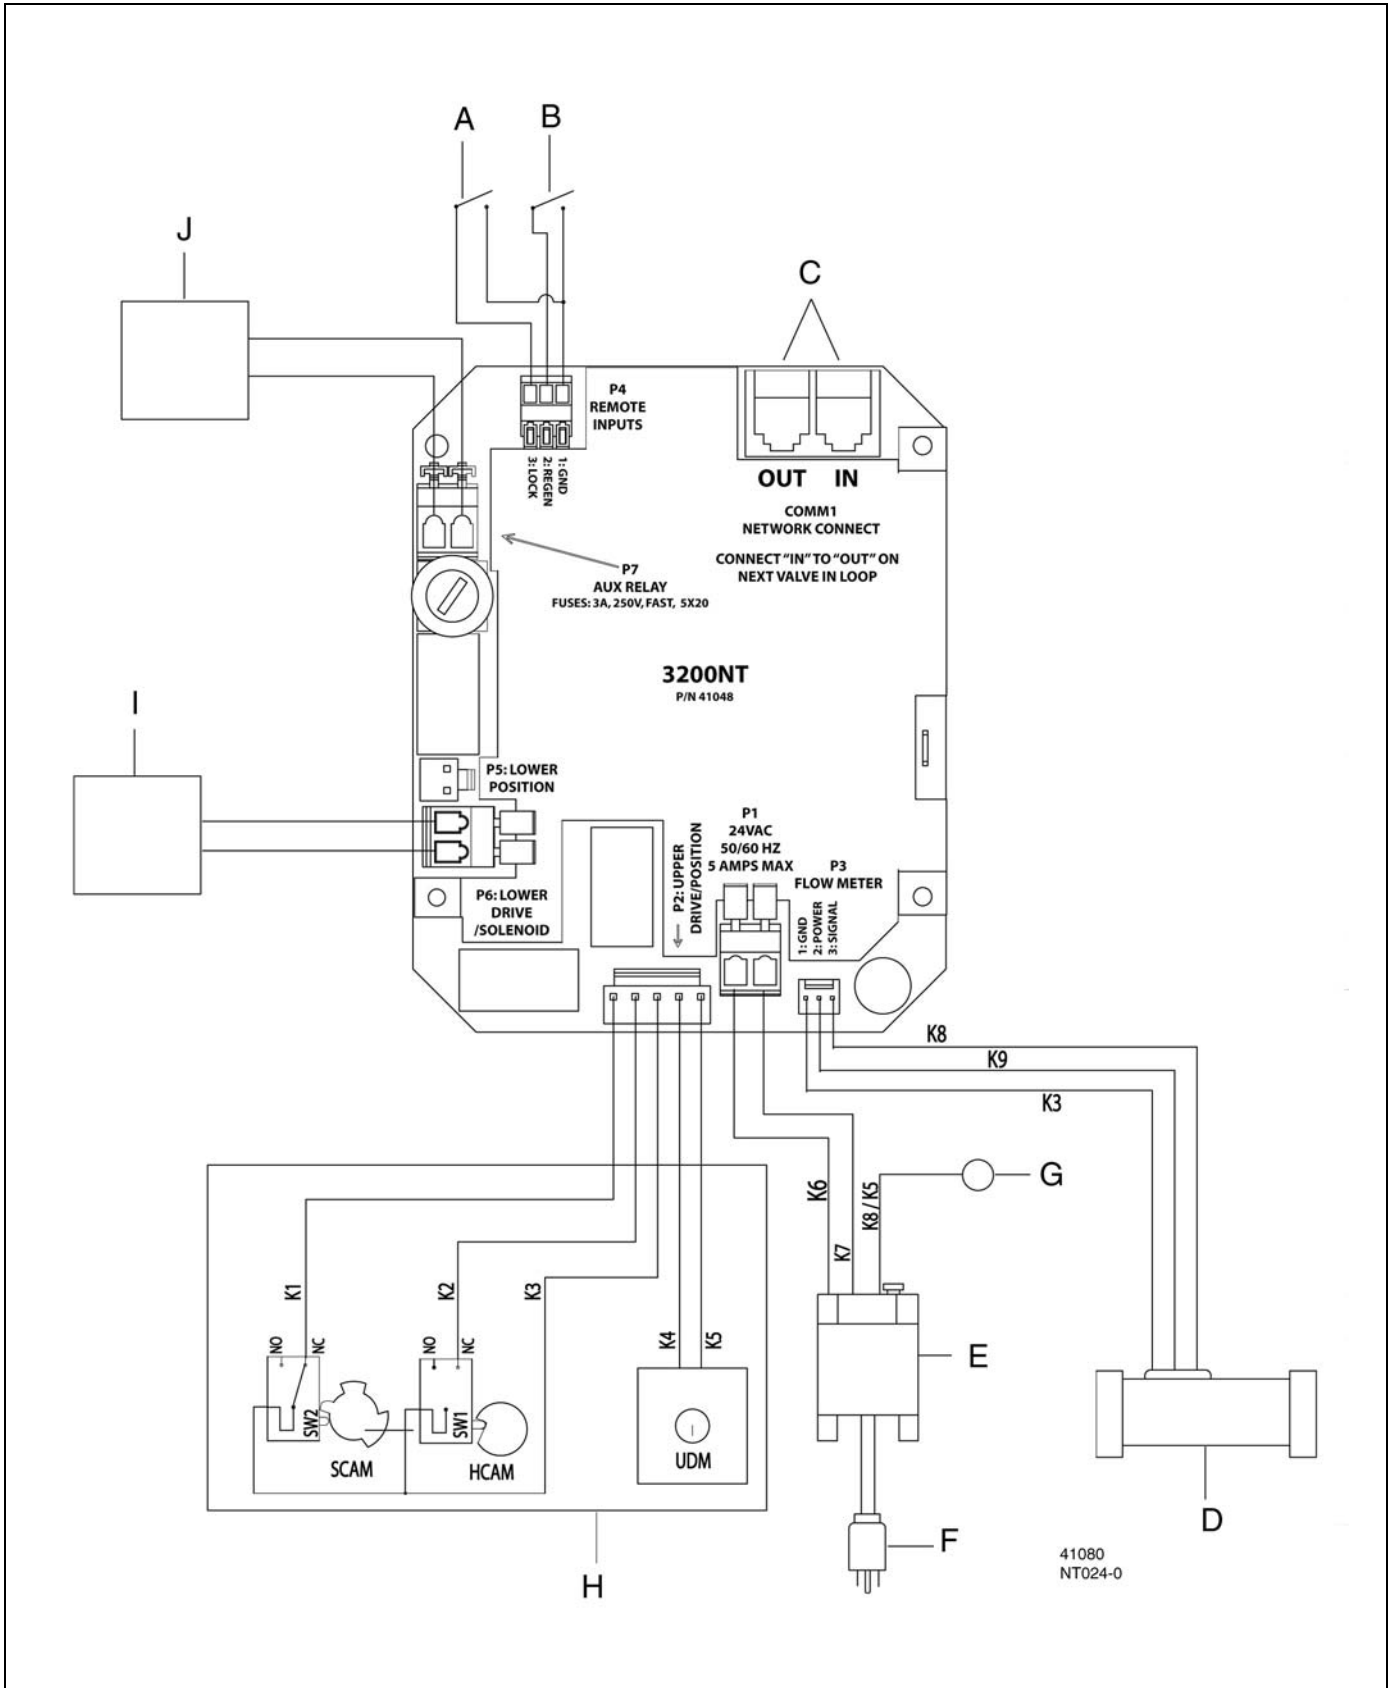 A
B
J
C
P4
REMOTE
INPUTS
3: LOCK
2: REGEN
1: GND
OUT IN
COMM1
NETWORK CONNECT
CONNECT "IN" TO "OUT" ON
NEXT VALVE IN LOOP
P7
AUX RELAY
FUSES: 3A, 250V, FAST, 5X20
3200NT
P/N 41048
I
P5: LOWER
POSITION
P6: LOWER
DRIVE
/SOLENOID
P2: UPPER
DRIVE/POSITION
P1
24VAC
50/60 HZ
5 AMPS MAX
P3
FLOW METER
1: GND
2: POWER
3: SIGNAL
K8
K9
K3
K6
K7
K8 / K5
G
K1
K2
K3
K4
K5
NO
NC
SW2
SCAM
NO
NC
SW1
HCAM
UDM
E
D
F
H
41080
NT024-0